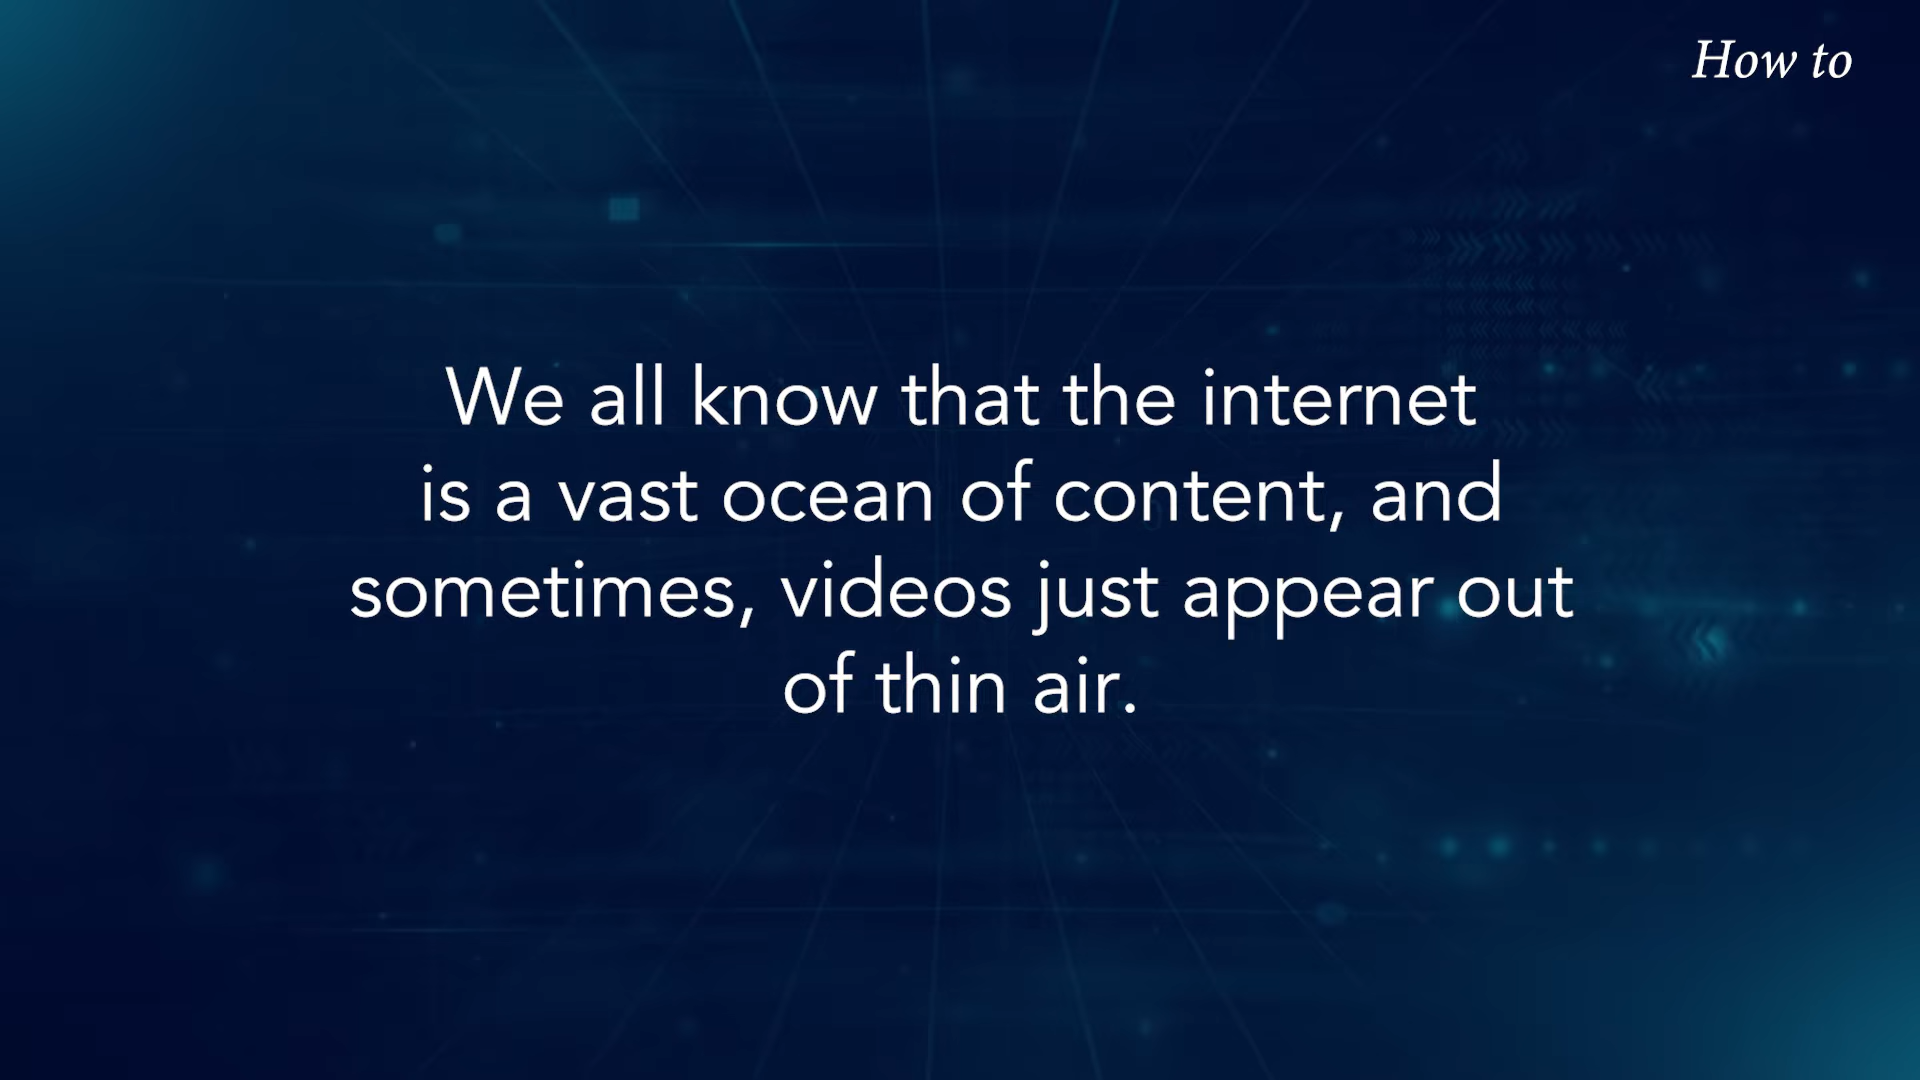 How to
We all know that the internet
is a vast ocean of content, and
sometimes, videos just appear out
of thin air.